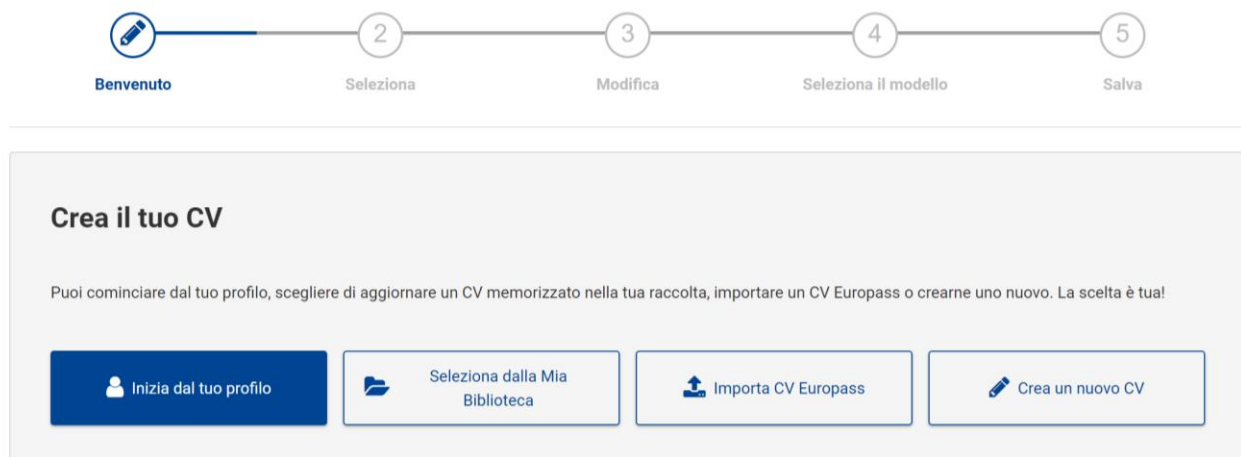 2 3 4 5
Benvenuto Seleziona Modifica Seleziona il modello Salva
Crea il tuo CV
Puoi cominciare dal tuo profilo, scegliere di aggiornare un CV memorizzato nella tua raccolta, importare un CV Europass o crearne uno nuovo. La scelta è tua!
Inizia dal tuo profilo
Seleziona dalla Mia
Biblioteca
Importa CV Europass
Crea un nuovo CV